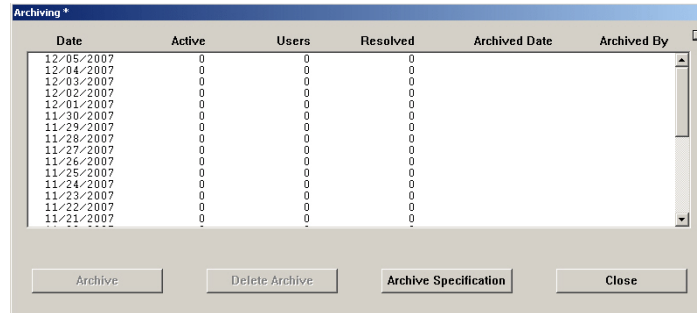 Archiving *
Date Active Users Resolved Archived Date Archived By
12/05/2007 0 0 0
12/04/2007 0 0 0
12/03/2007 0 0 0
12/02/2007 0 0 0
12/01/2007 0 0 0
11/30/2007 0 0 0
11/29/2007 0 0 0
11/28/2007 0 0 0
11/27/2007 0 0 0
11/26/2007 0 0 0
11/25/2007 0 0 0
11/24/2007 0 0 0
11/23/2007 0 0 0
11/22/2007 0 0 0
11/21/2007 0 0 0
Archive Delete Archive Archive Specification Close